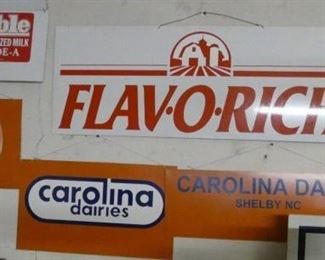 ble
ZED MILK
DE-A
FLAV·O·RICH
carolina
dairies
CAROLINA DA
SHELBY NC